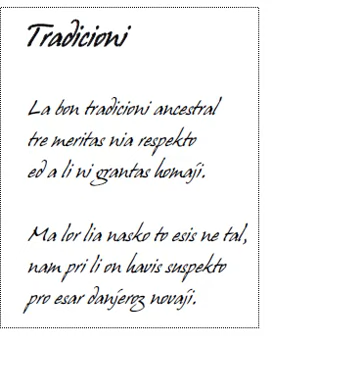 Tradicioni
La bon tradicioni ancestral
tre meritas nia respekto
ed a li ni grantas homaji.
Ma lor lia nasko to esis ne tal,
nam pri li on havis suspekto
pro esar danjeroz novaji.